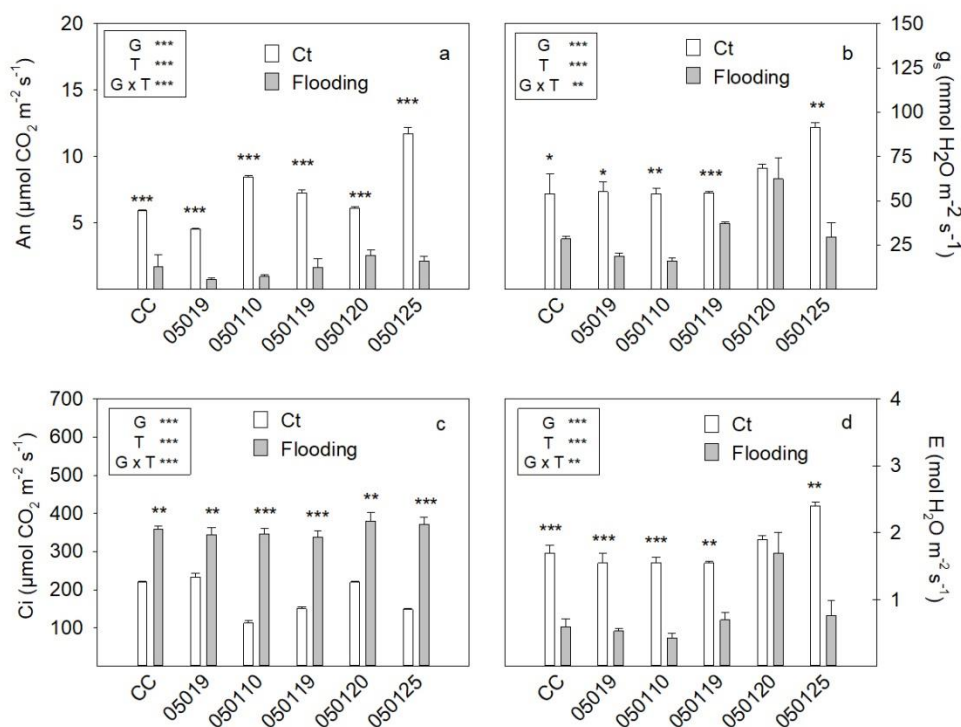 20
15
10
5
An (µmol CO2 m-2 s-1)
G ***
T ***
G x T ***
Ct
Flooding
a
***
***
***
***
***
***
CC
05019
050110
050119
050120
050125
G ***
T ***
G x T **
Ct
Flooding
b
*
*
**
***
**
150
125
100
75
50
25
gs (mmol H2O m-2 s-1)
CC
05019
050110
050119
050120
050125
700
600
500
400
300
200
100
Ci (µmol CO2 m-2 s-1)
G ***
T ***
G x T ***
Ct
Flooding
c
**
**
***
***
**
***
CC
05019
050110
050119
050120
050125
G ***
T ***
G x T **
Ct
Flooding
d
***
***
***
**
**
4
3
2
1
E (mol H2O m-2 s-1)
CC
05019
050110
050119
050120
050125